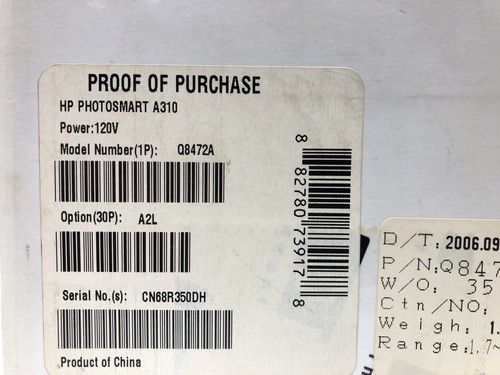 PROOF OF PURCHASE
HP PHOTOSMART A310
Power:120V
Model Number(1P): Q8472A
Option(30P): A2L
Serial No.(s): CN68R350DH
Product of China
8 82780 73917 8
D/T: 2006.09
P/N:Q847
W/O: 35
Ctn/NO:
Weigh: 1.
Range:1.7~